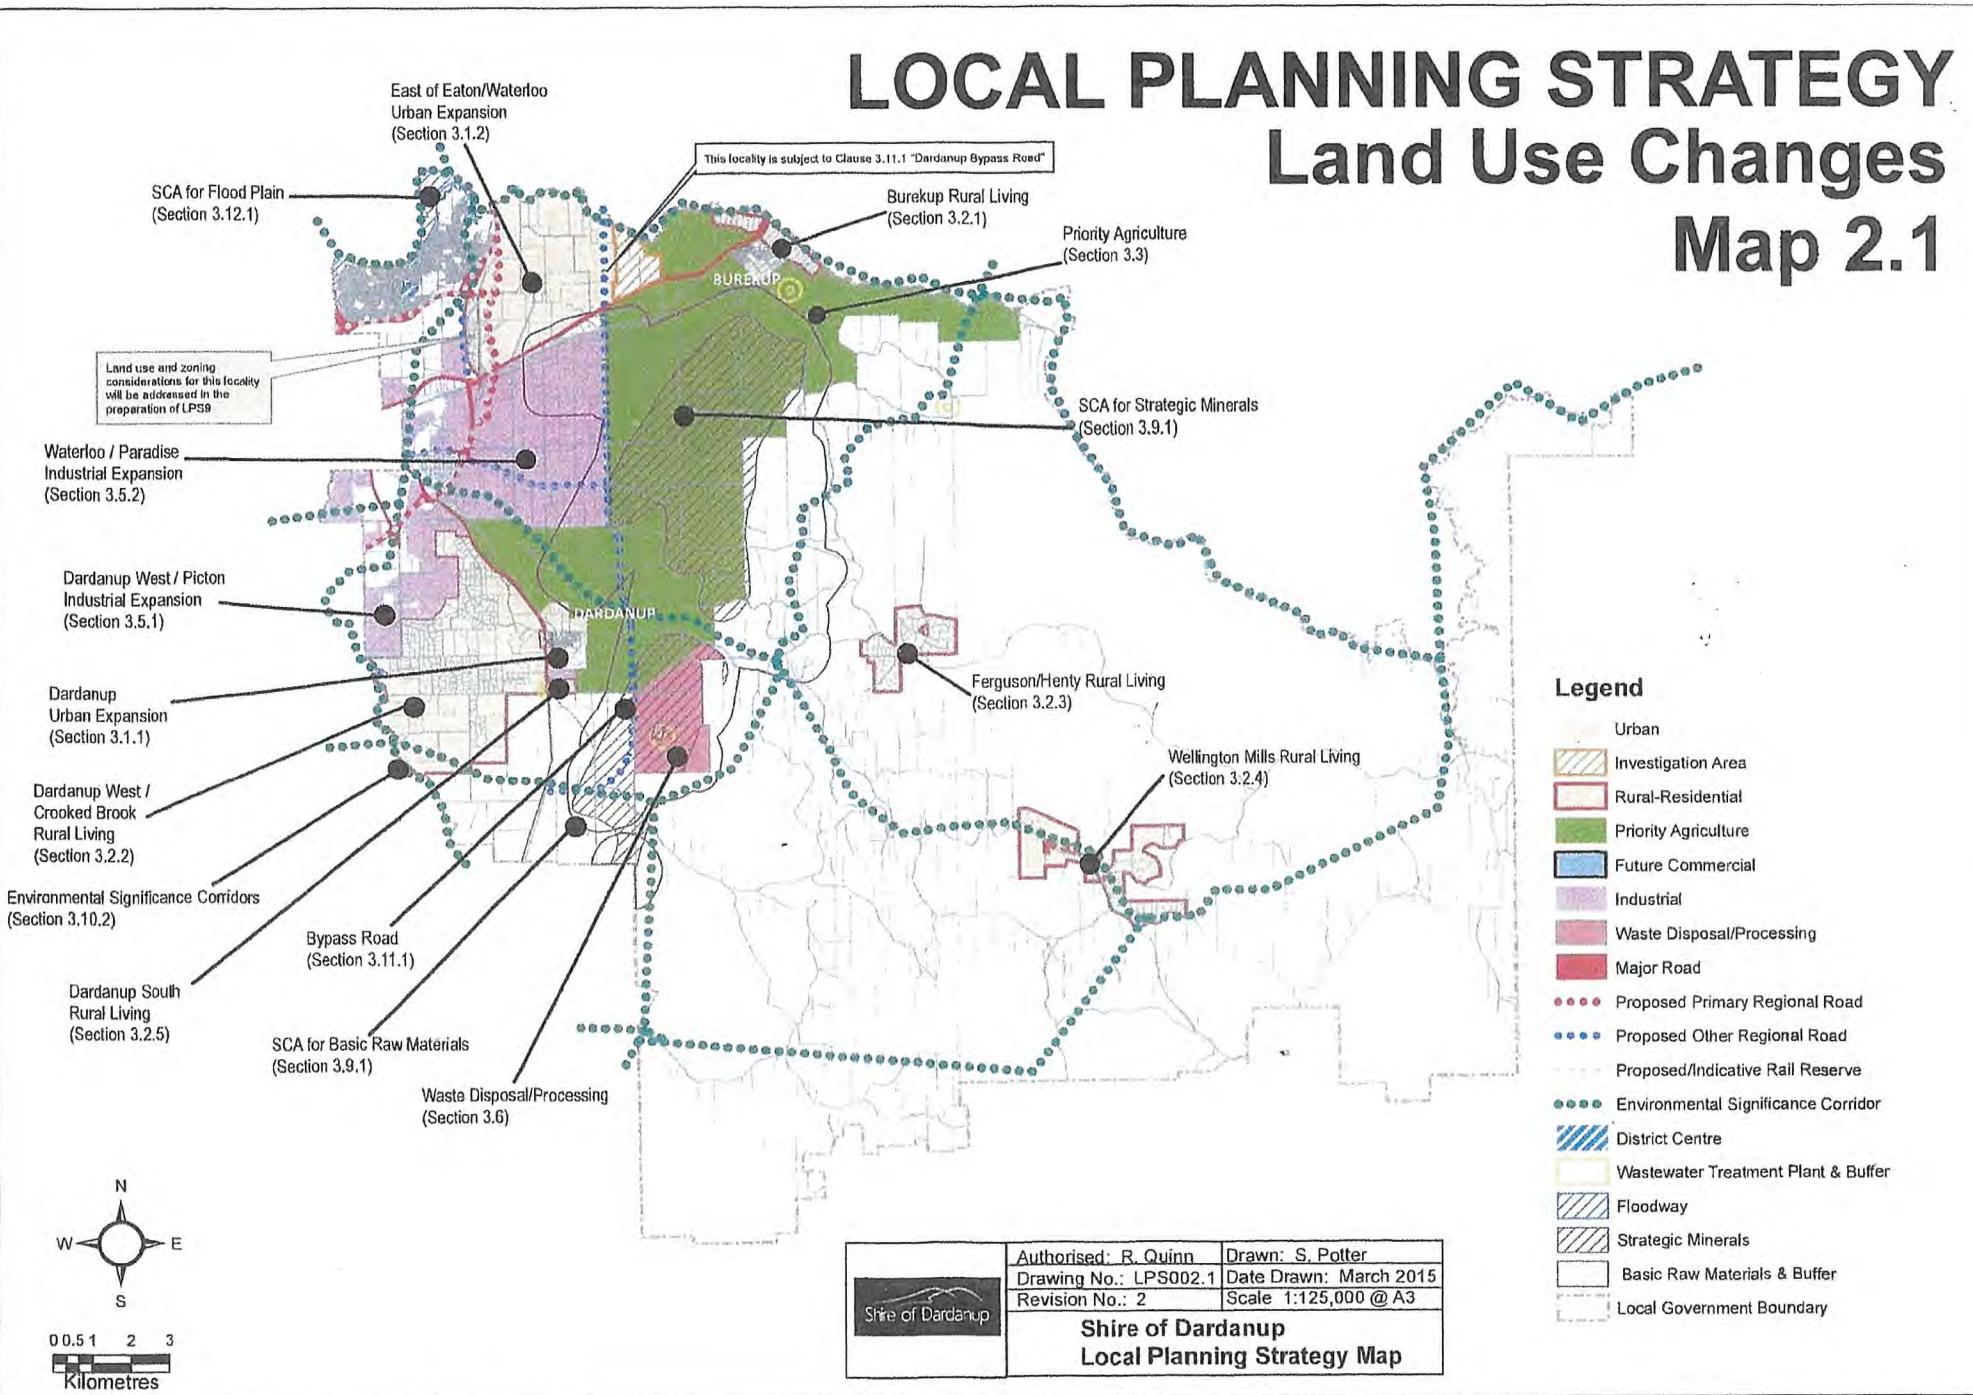 LOCAL PLANNING STRATEGY
Land Use Changes
Map 2.1
East of Eaton/Waterloo
Urban Expansion
(Section 3.1.2)
This locality is subject to Clause 3.11.1 "Dardanup Bypass Road"
SCA for Flood Plain
(Section 3.12.1)
Burekup Rural Living
(Section 3.2.1)
Priority Agriculture
(Section 3.3)
BUREKUP
Land use and zoning
considerations for this locality
will be addressed in the
preparation of LPS9
SCA for Strategic Minerals
(Section 3.9.1)
Waterloo / Paradise
Industrial Expansion
(Section 3.5.2)
Dardanup West / Picton
Industrial Expansion
(Section 3.5.1)
DARDANUP
Ferguson/Henty Rural Living
(Section 3.2.3)
Dardanup
Urban Expansion
(Section 3.1.1)
Wellington Mills Rural Living
(Section 3.2.4)
Dardanup West /
Crooked Brook
Rural Living
(Section 3.2.2)
Environmental Significance Corridors
(Section 3.10.2)
Bypass Road
(Section 3.11.1)
Dardanup South
Rural Living
(Section 3.2.5)
SCA for Basic Raw Materials
(Section 3.9.1)
Waste Disposal/Processing
(Section 3.6)
Legend
Urban
Investigation Area
Rural-Residential
Priority Agriculture
Future Commercial
Industrial
Waste Disposal/Processing
Major Road
Proposed Primary Regional Road
Proposed Other Regional Road
Proposed/Indicative Rail Reserve
Environmental Significance Corridor
District Centre
Wastewater Treatment Plant & Buffer
Floodway
Strategic Minerals
Basic Raw Materials & Buffer
Local Government Boundary
N
W E
S
0 0.5 1 2 3
Kilometres
Shire of Dardanup
Authorised: R. Quinn Drawn: S. Potter
Drawing No.: LPS002.1 Date Drawn: March 2015
Revision No.: 2 Scale 1:125,000 @ A3
Shire of Dardanup
Local Planning Strategy Map